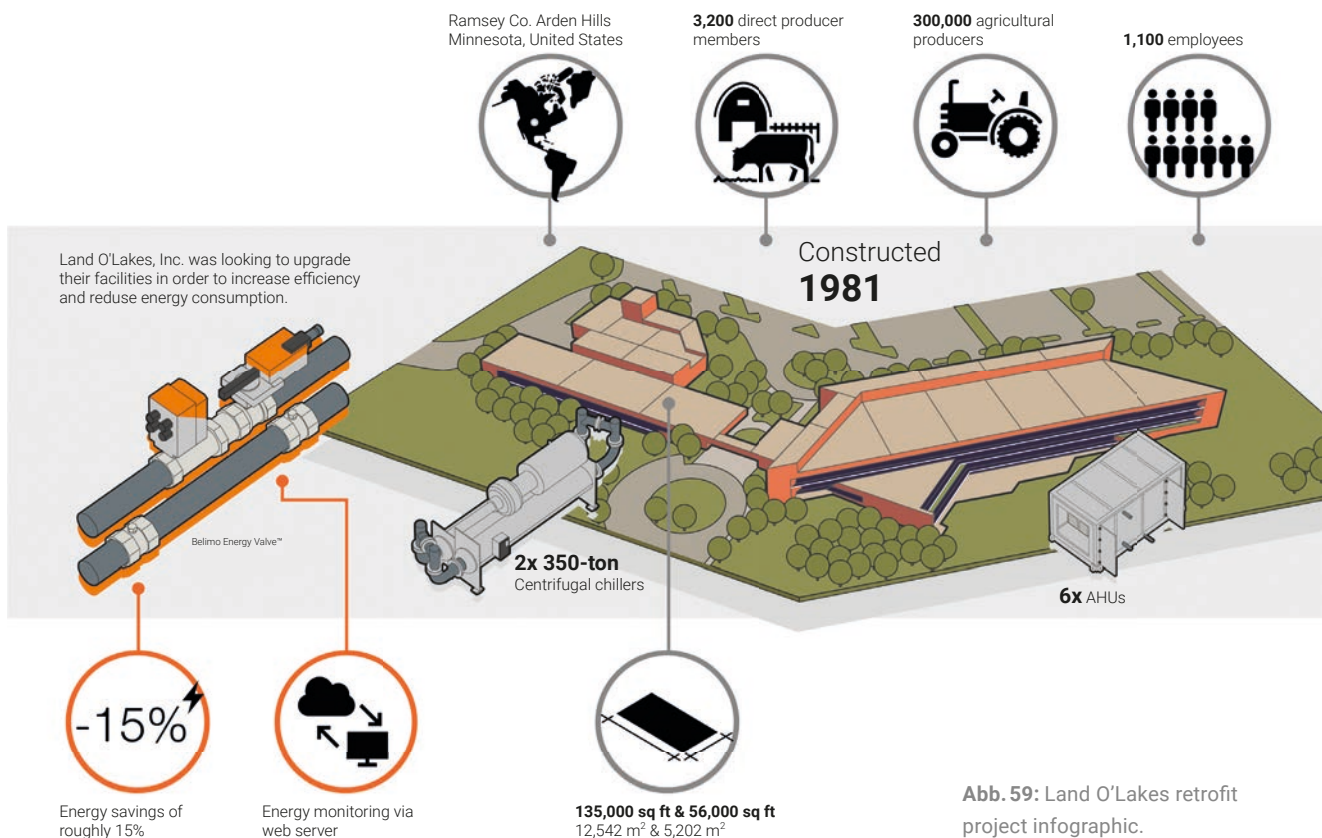 Ramsey Co. Arden Hills
Minnesota, United States
3,200 direct producer
members
300,000 agricultural
producers
1,100 employees
Land O'Lakes, Inc. was looking to upgrade
their facilities in order to increase efficiency
and reduse energy consumption.
Constructed
1981
Belimo Energy Valve™
2x 350-ton
Centrifugal chillers
6x AHUs
-15%
Energy savings of
roughly 15%
Energy monitoring via
web server
135,000 sq ft & 56,000 sq ft
12,542 m² & 5,202 m²
Abb. 59: Land O’Lakes retrofit
project infographic.